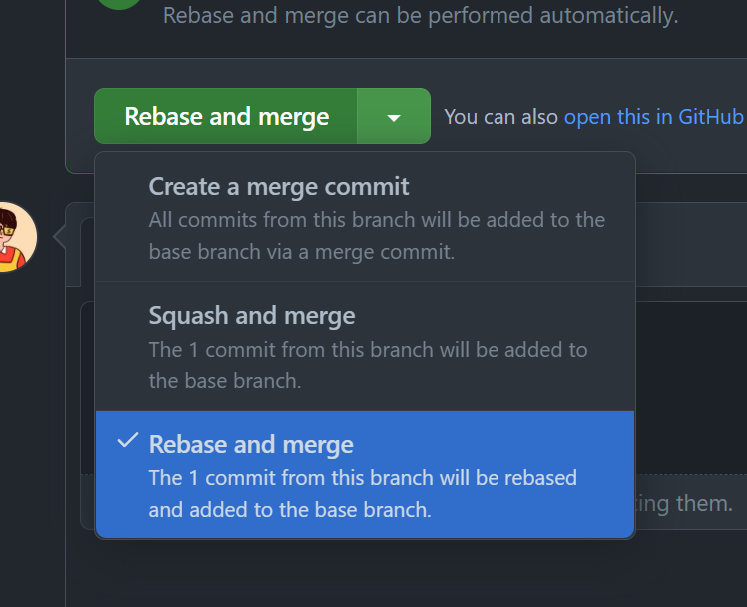 Rebase and merge can be performed automatically.
Rebase and merge
You can also open this in GitHub
Create a merge commit
All commits from this branch will be added to the
base branch via a merge commit.
Squash and merge
The 1 commit from this branch will be added to
the base branch.
Rebase and merge
The 1 commit from this branch will be rebased
and added to the base branch.
them.